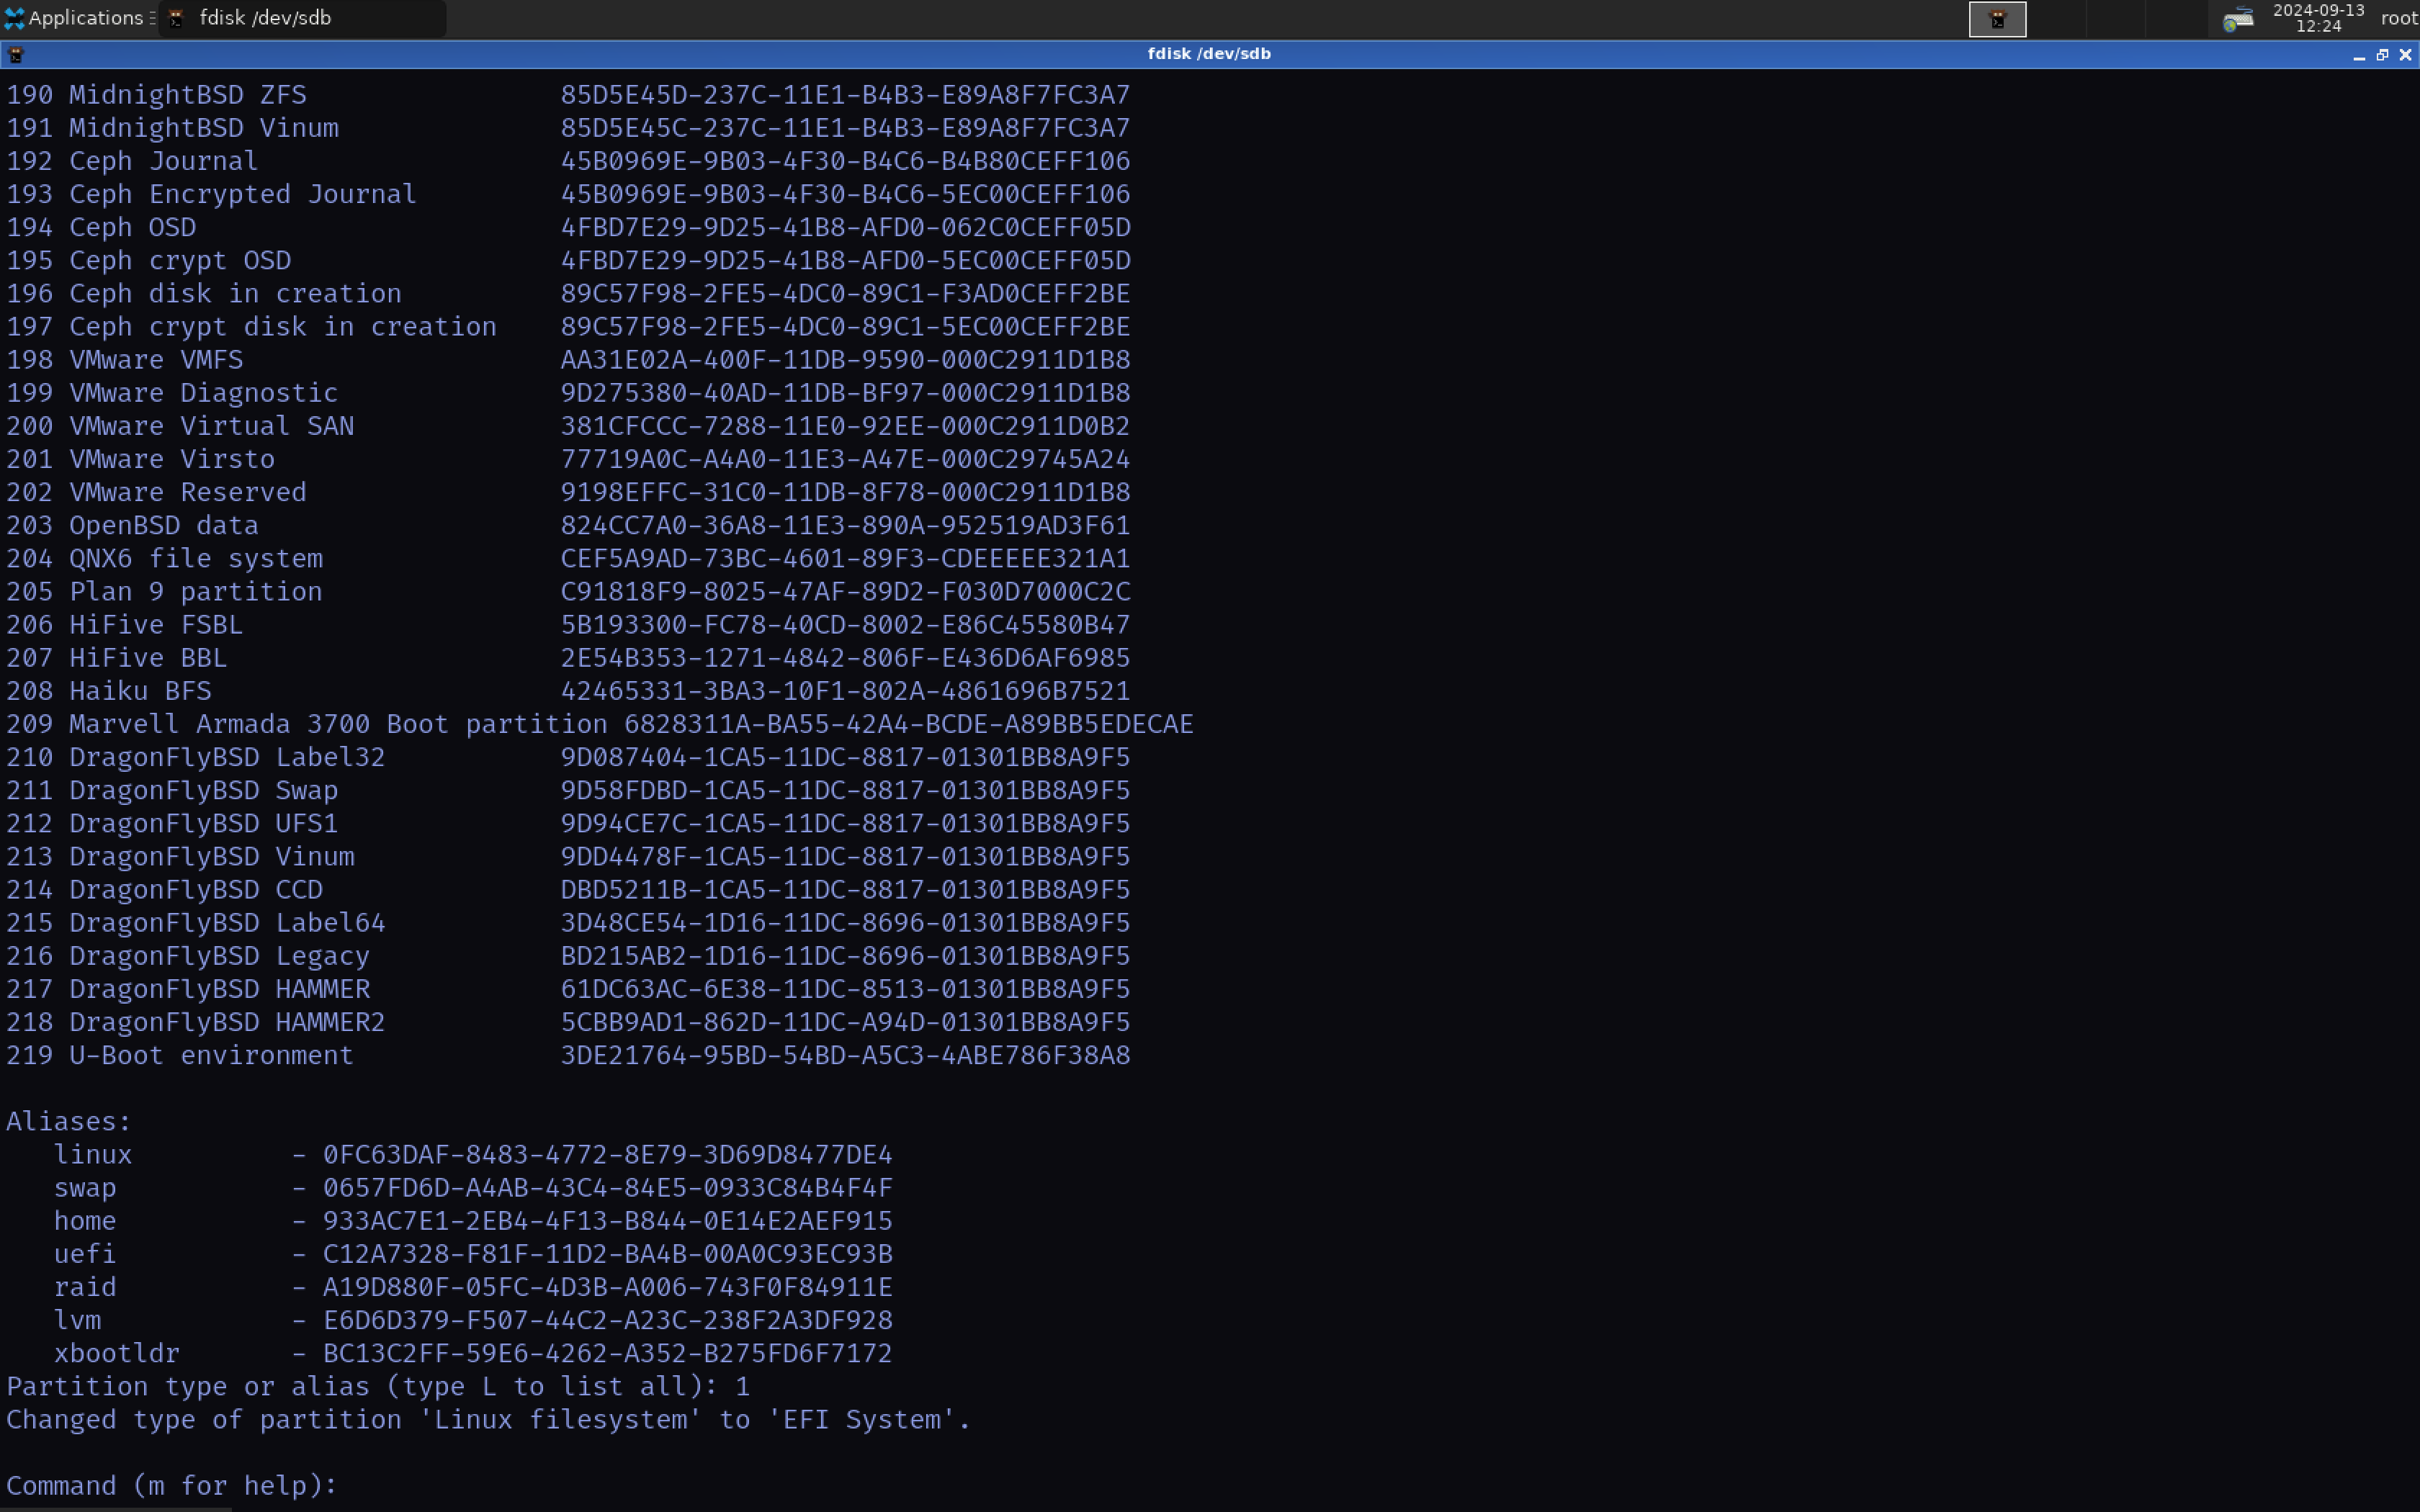 Applications fdisk /dev/sdb 2024-09-13 root
12:24
fdisk /dev/sdb
190 MidnightBSD ZFS 85D5E45D-237C-11E1-B4B3-E89A8F7FC3A7
191 MidnightBSD Vinum 85D5E45C-237C-11E1-B4B3-E89A8F7FC3A7
192 Ceph Journal 45B0969E-9B03-4F30-B4C6-B4B80CEFF106
193 Ceph Encrypted Journal 45B0969E-9B03-4F30-B4C6-5EC00CEFF106
194 Ceph OSD 4FBD7E29-9D25-41B8-AFD0-062C0CEFF05D
195 Ceph crypt OSD 4FBD7E29-9D25-41B8-AFD0-5EC00CEFF05D
196 Ceph disk in creation 89C57F98-2FE5-4DC0-89C1-F3AD0CEFF2BE
197 Ceph crypt disk in creation 89C57F98-2FE5-4DC0-89C1-5EC00CEFF2BE
198 VMware VMFS AA31E02A-400F-11DB-9590-000C2911D1B8
199 VMware Diagnostic 9D275380-40AD-11DB-BF97-000C2911D1B8
200 VMware Virtual SAN 381CFCCC-7288-11E0-92EE-000C2911D0B2
201 VMware Virsto 77719A0C-A4A0-11E3-A47E-000C29745A24
202 VMware Reserved 9198EFFC-31C0-11DB-8F78-000C2911D1B8
203 OpenBSD data 824CC7A0-36A8-11E3-890A-952519AD3F61
204 QNX6 file system CEF5A9AD-73BC-4601-89F3-CDEEEEE321A1
205 Plan 9 partition C91818F9-8025-47AF-89D2-F030D7000C2C
206 HiFive FSBL 5B193300-FC78-40CD-8002-E86C45580B47
207 HiFive BBL 2E54B353-1271-4842-806F-E436D6AF6985
208 Haiku BFS 42465331-3BA3-10F1-802A-4861696B7521
209 Marvell Armada 3700 Boot partition 6828311A-BA55-42A4-BCDE-A89BB5EDECAE
210 DragonFlyBSD Label32 9D087404-1CA5-11DC-8817-01301BB8A9F5
211 DragonFlyBSD Swap 9D58FDBD-1CA5-11DC-8817-01301BB8A9F5
212 DragonFlyBSD UFS1 9D94CE7C-1CA5-11DC-8817-01301BB8A9F5
213 DragonFlyBSD Vinum 9DD4478F-1CA5-11DC-8817-01301BB8A9F5
214 DragonFlyBSD CCD DBD5211B-1CA5-11DC-8817-01301BB8A9F5
215 DragonFlyBSD Label64 3D48CE54-1D16-11DC-8696-01301BB8A9F5
216 DragonFlyBSD Legacy BD215AB2-1D16-11DC-8696-01301BB8A9F5
217 DragonFlyBSD HAMMER 61DC63AC-6E38-11DC-8513-01301BB8A9F5
218 DragonFlyBSD HAMMER2 5CBB9AD1-862D-11DC-A94D-01301BB8A9F5
219 U-Boot environment 3DE21764-95BD-54BD-A5C3-4ABE786F38A8
Aliases:
linux - 0FC63DAF-8483-4772-8E79-3D69D8477DE4
swap - 0657FD6D-A4AB-43C4-84E5-0933C84B4F4F
home - 933AC7E1-2EB4-4F13-B844-0E14E2AEF915
uefi - C12A7328-F81F-11D2-BA4B-00A0C93EC93B
raid - A19D880F-05FC-4D3B-A006-743F0F84911E
lvm - E6D6D379-F507-44C2-A23C-238F2A3DF928
xbootldr - BC13C2FF-59E6-4262-A352-B275FD6F7172
Partition type or alias (type L to list all): 1
Changed type of partition 'Linux filesystem' to 'EFI System'.
Command (m for help):